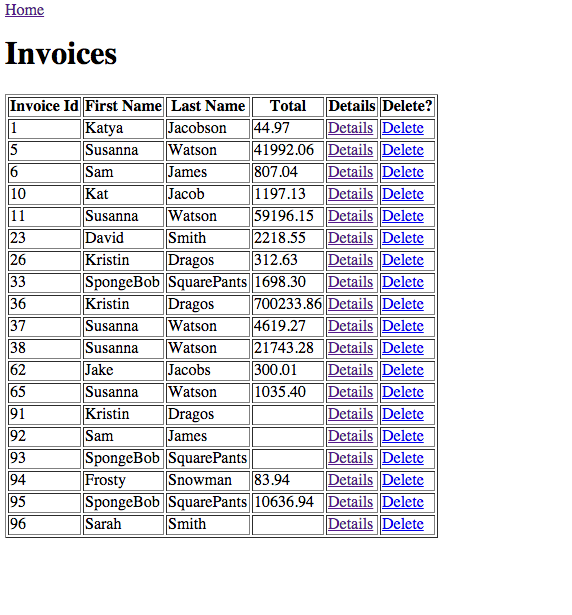 Home
Invoices
Invoice Id First Name Last Name Total Details Delete?
1 Katya Jacobson 44.97 Details Delete
5 Susanna Watson 41992.06 Details Delete
6 Sam James 807.04 Details Delete
10 Kat Jacob 1197.13 Details Delete
11 Susanna Watson 59196.15 Details Delete
23 David Smith 2218.55 Details Delete
26 Kristin Dragos 312.63 Details Delete
33 SpongeBob SquarePants 1698.30 Details Delete
36 Kristin Dragos 700233.86 Details Delete
37 Susanna Watson 4619.27 Details Delete
38 Susanna Watson 21743.28 Details Delete
62 Jake Jacobs 300.01 Details Delete
65 Susanna Watson 1035.40 Details Delete
91 Kristin Dragos Details Delete
92 Sam James Details Delete
93 SpongeBob SquarePants Details Delete
94 Frosty Snowman 83.94 Details Delete
95 SpongeBob SquarePants 10636.94 Details Delete
96 Sarah Smith Details Delete